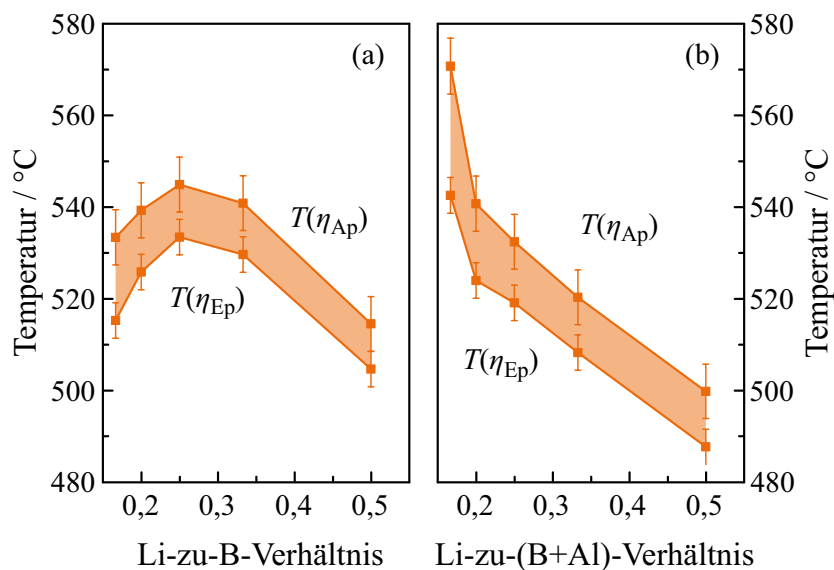 580
560
540
520
500
480
Temperatur / °C
(a)
T(ηAp)
T(ηEp)
0,2 0,3 0,4 0,5
Li-zu-B-Verhältnis
(b)
T(ηAp)
T(ηEp)
0,2 0,3 0,4 0,5
Li-zu-(B+Al)-Verhältnis
580
560
540
520
500
480
Temperatur / °C